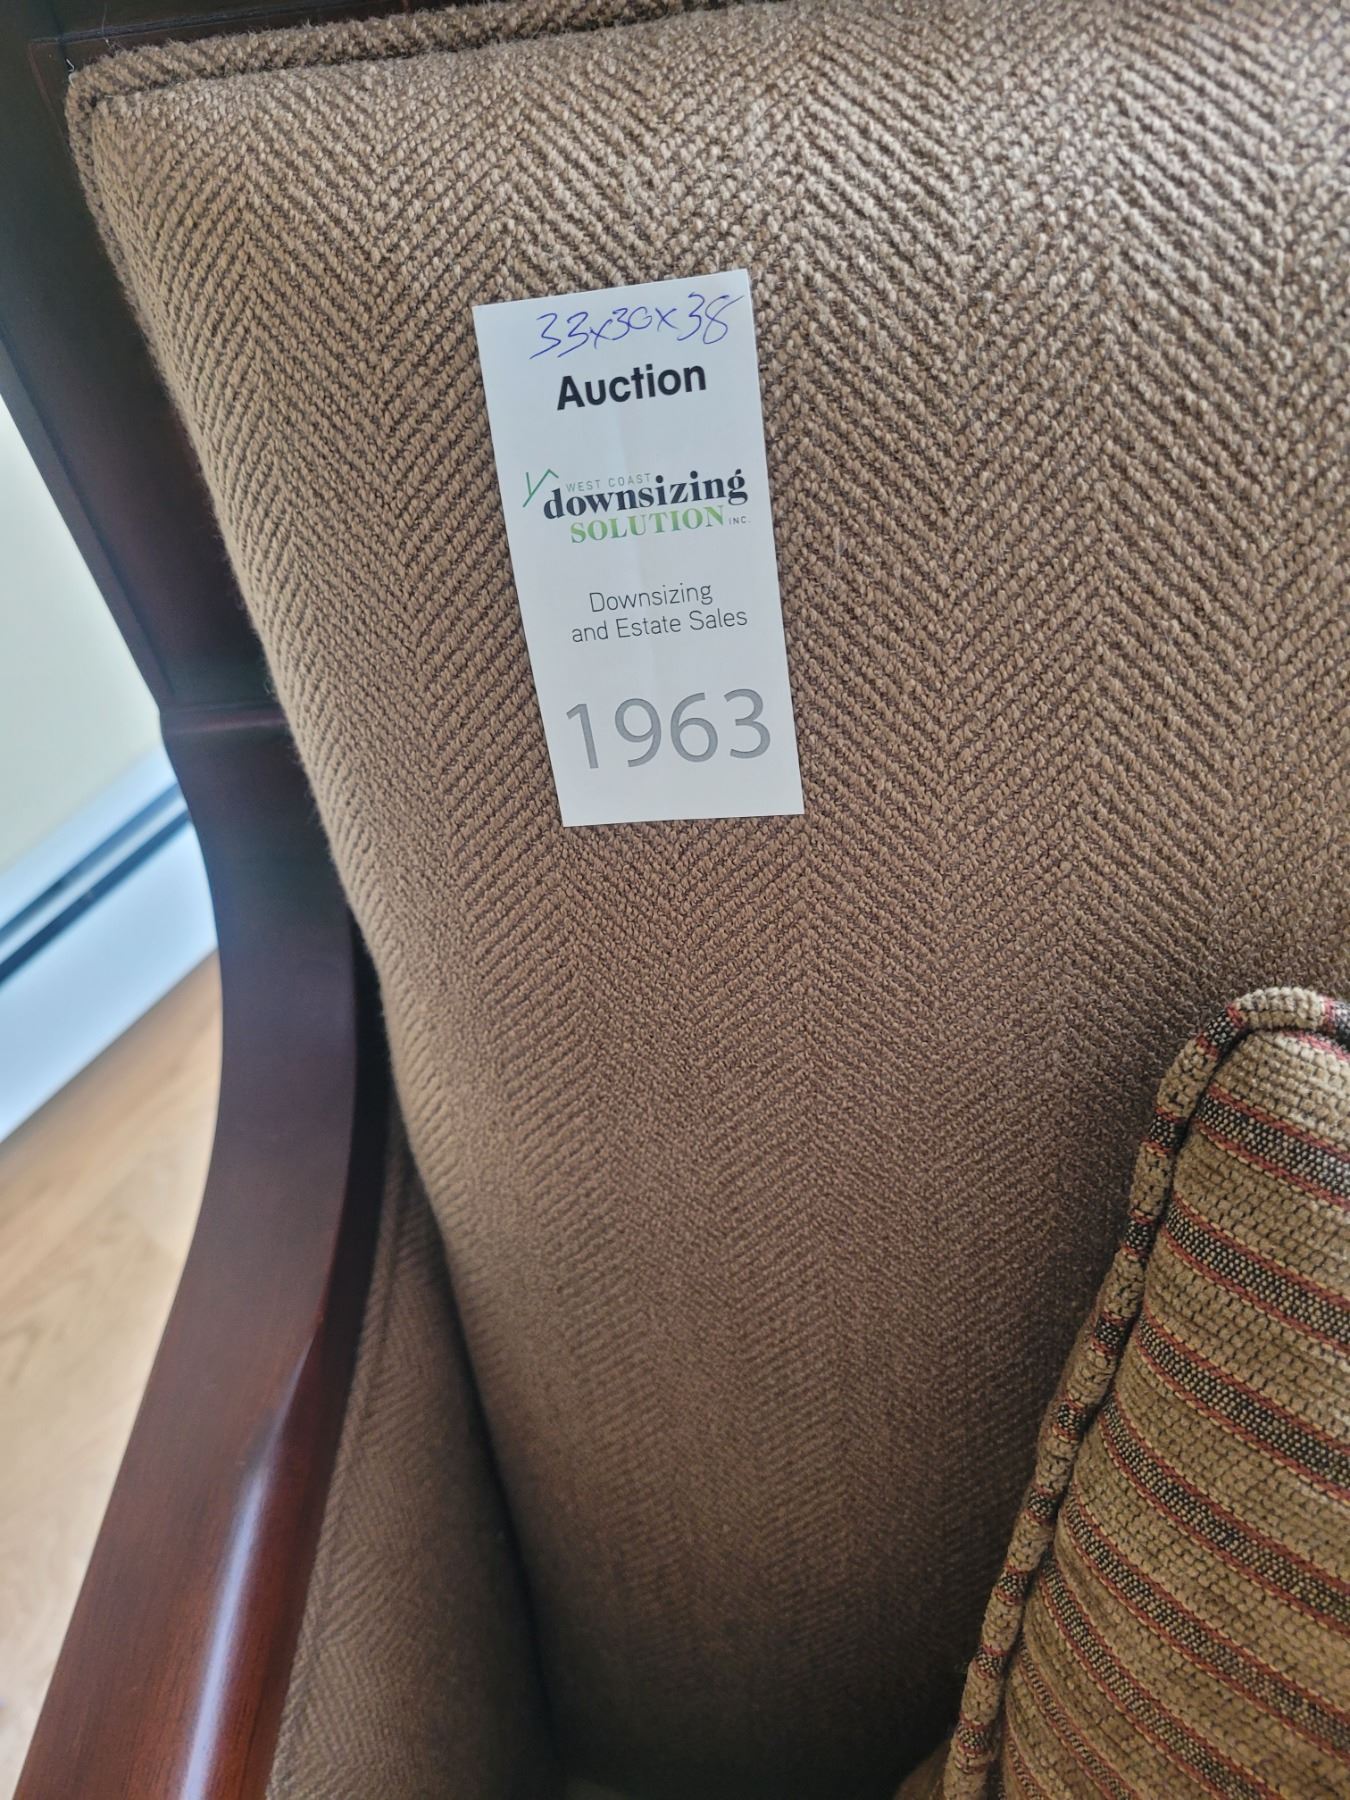 33x30x38
Auction
WEST COAST
downsizing
SOLUTION INC.
Downsizing
and Estate Sales
1963